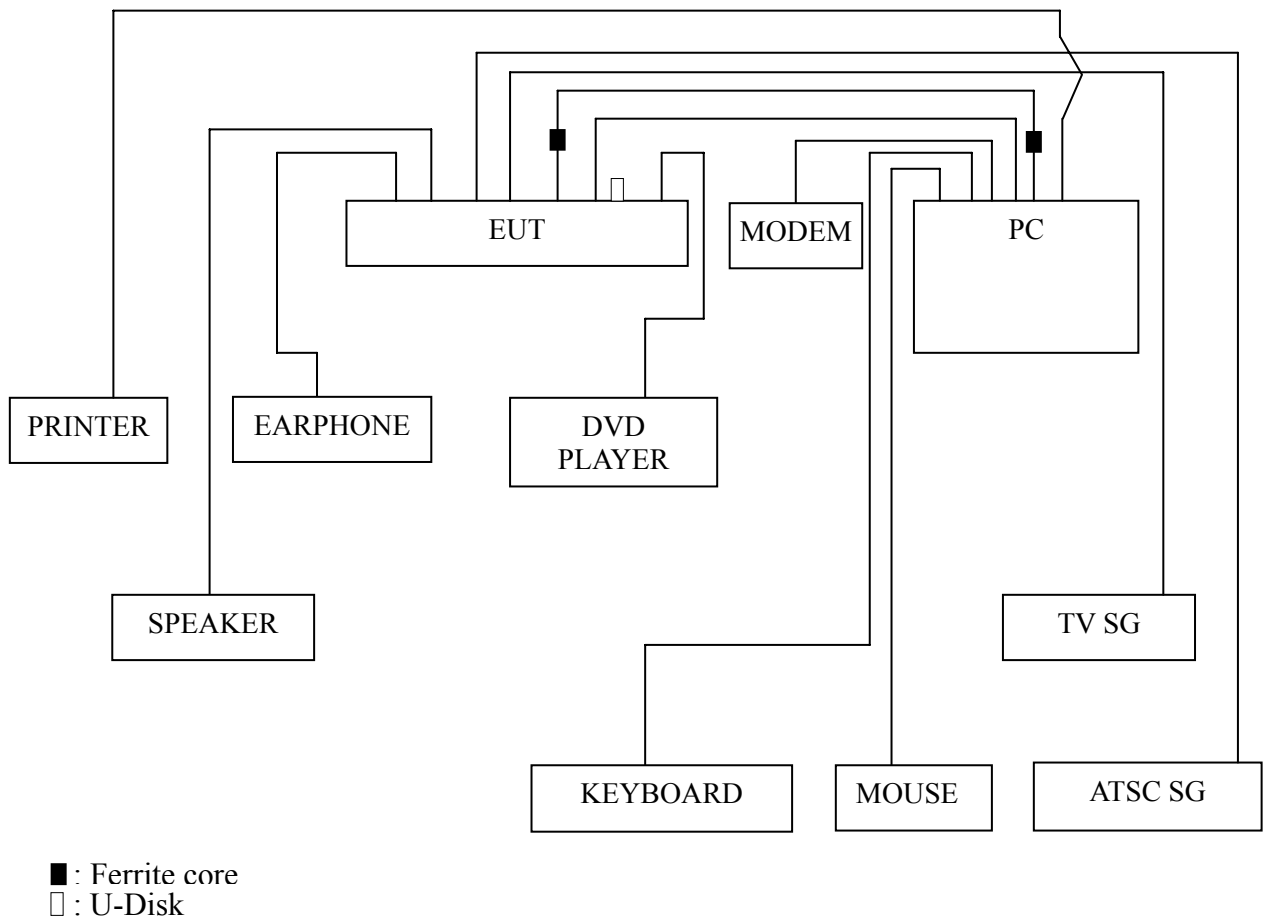 EUT
MODEM
PC
PRINTER
EARPHONE
DVD
PLAYER
SPEAKER
TV SG
KEYBOARD
MOUSE
ATSC SG
: Ferrite core
: U-Disk